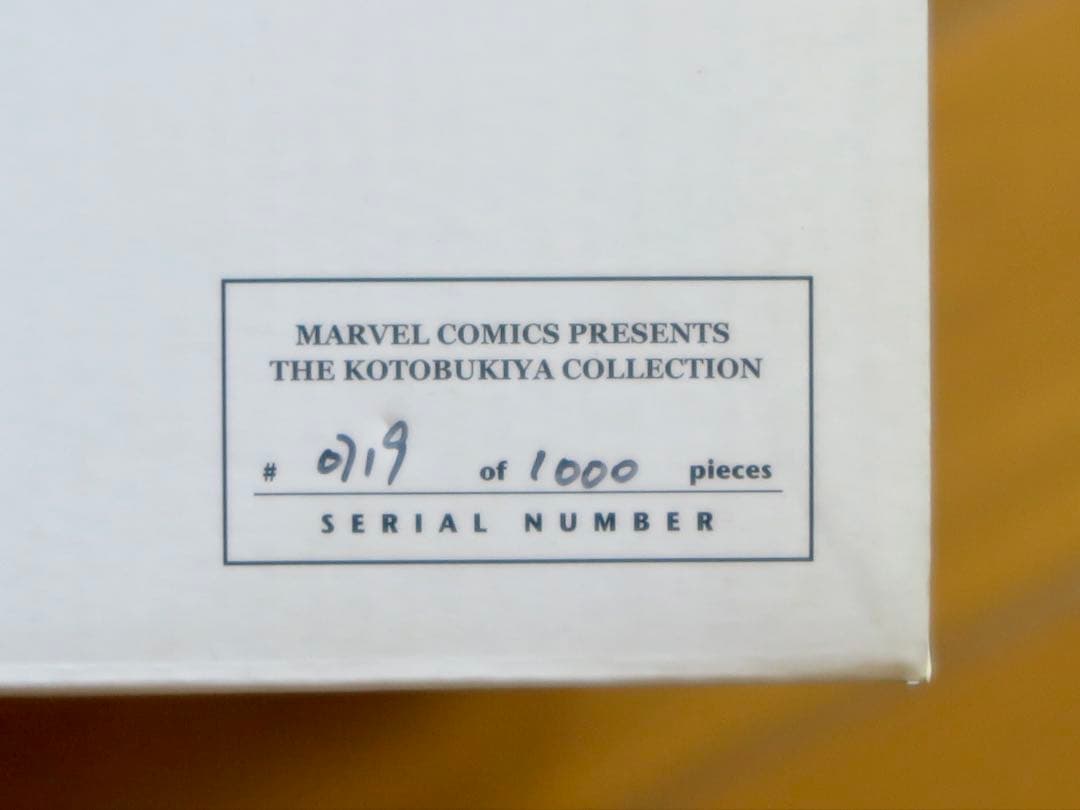 MARVEL COMICS PRESENTS
THE KOTOBUKIYA COLLECTION
# 0719 of 1000 pieces
SERIAL NUMBER